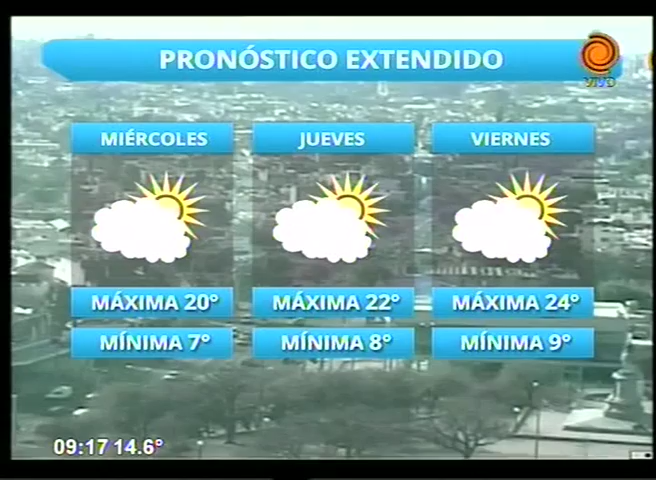 PRONÓSTICO EXTENDIDO
VIVO
MIÉRCOLES
JUEVES
VIERNES
MÁXIMA 20°
MÁXIMA 22°
MÁXIMA 24°
MÍNIMA 7°
MÍNIMA 8°
MÍNIMA 9°
09:17 14.6°